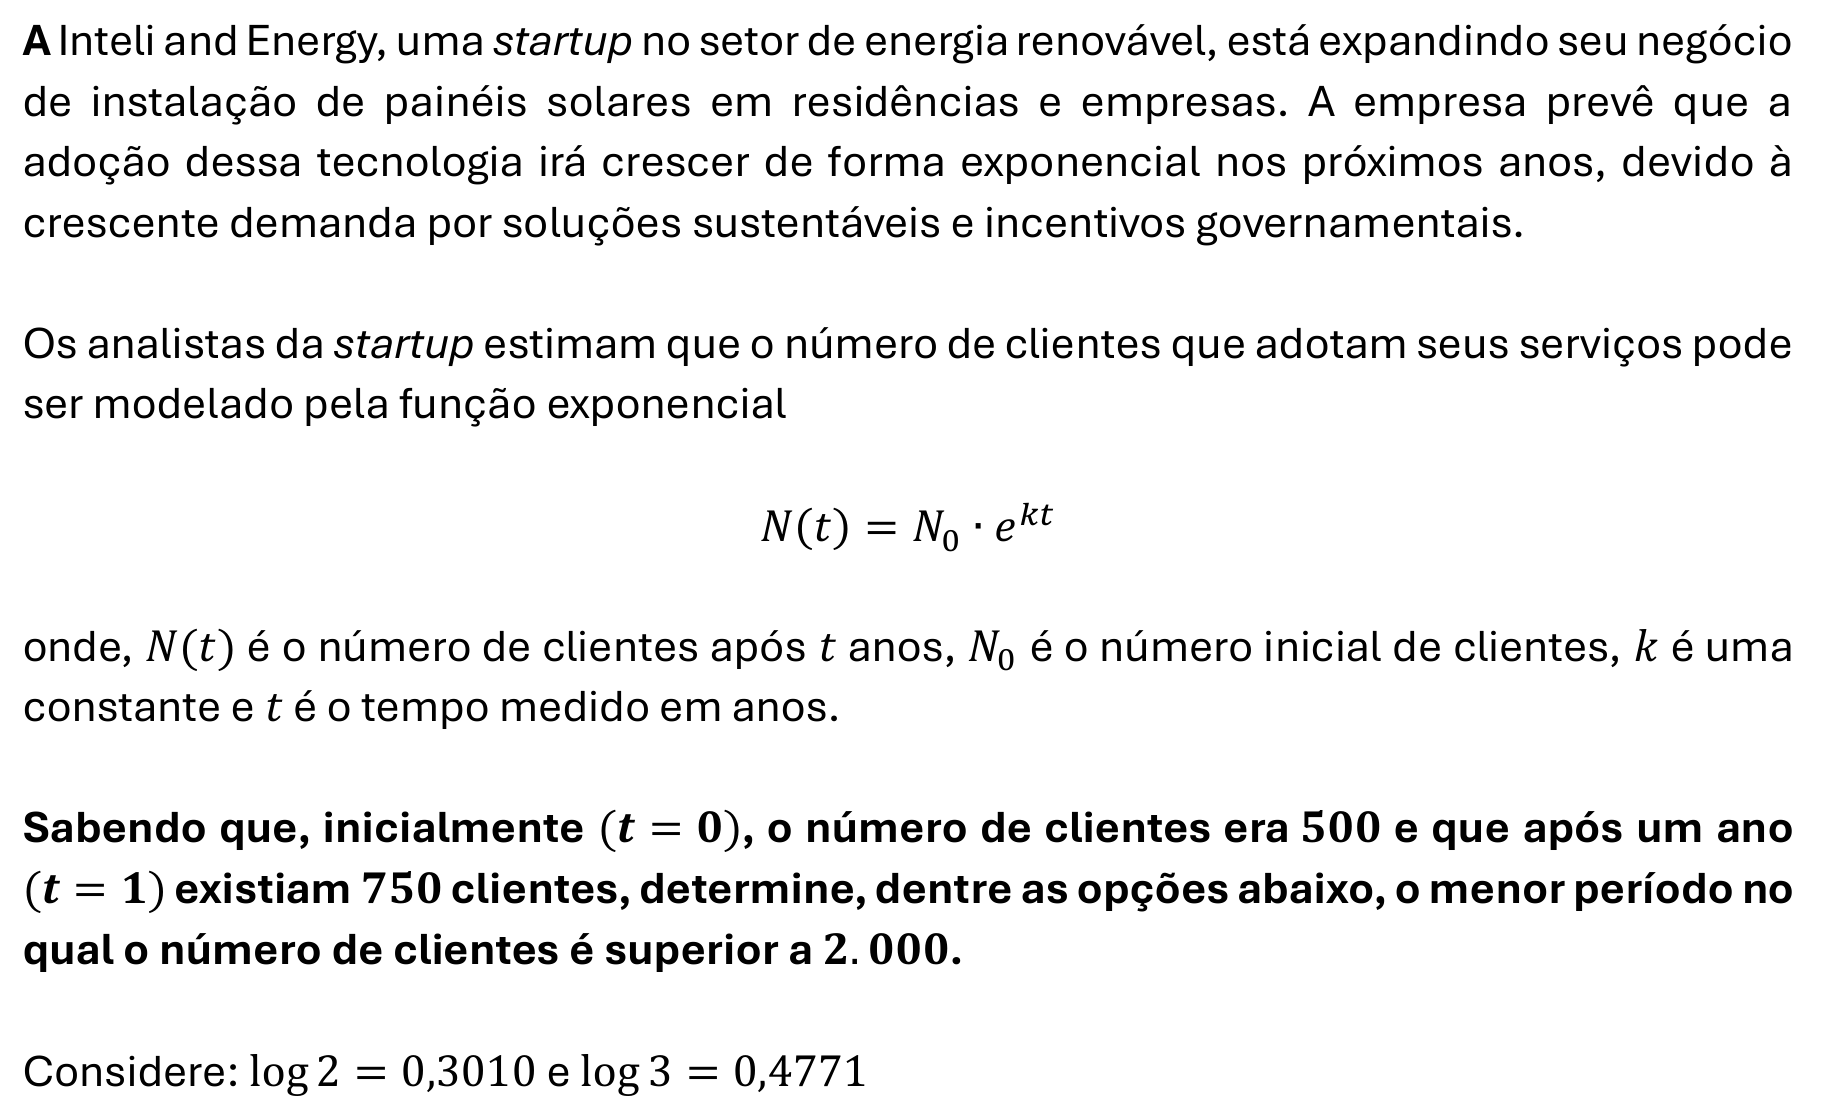 A Inteli and Energy, uma startup no setor de energia renovável, está expandindo seu negócio
de instalação de painéis solares em residências e empresas. A empresa prevê que a
adoção dessa tecnologia irá crescer de forma exponencial nos próximos anos, devido à
crescente demanda por soluções sustentáveis e incentivos governamentais.
Os analistas da startup estimam que o número de clientes que adotam seus serviços pode
ser modelado pela função exponencial
N(t) = N₀ · e^{kt}
onde, N(t) é o número de clientes após t anos, N₀ é o número inicial de clientes, k é uma
constante e t é o tempo medido em anos.
Sabendo que, inicialmente (t = 0), o número de clientes era 500 e que após um ano
(t = 1) existiam 750 clientes, determine, dentre as opções abaixo, o menor período no
qual o número de clientes é superior a 2.000.
Considere: log 2 = 0,3010 e log 3 = 0,4771